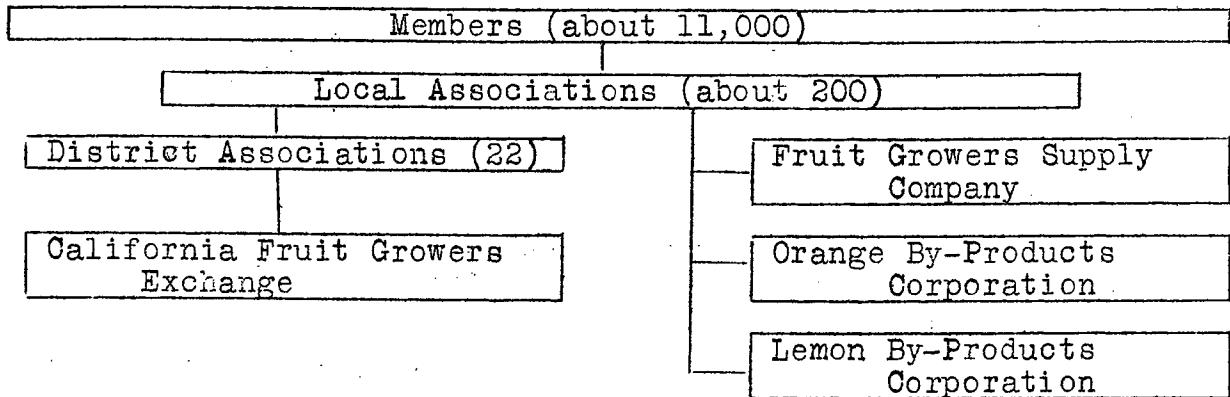 Members (about 11,000)
Local Associations (about 200)
District Associations (22)
California Fruit Growers
Exchange
Fruit Growers Supply
Company
Orange By-Products
Corporation
Lemon By-Products
Corporation